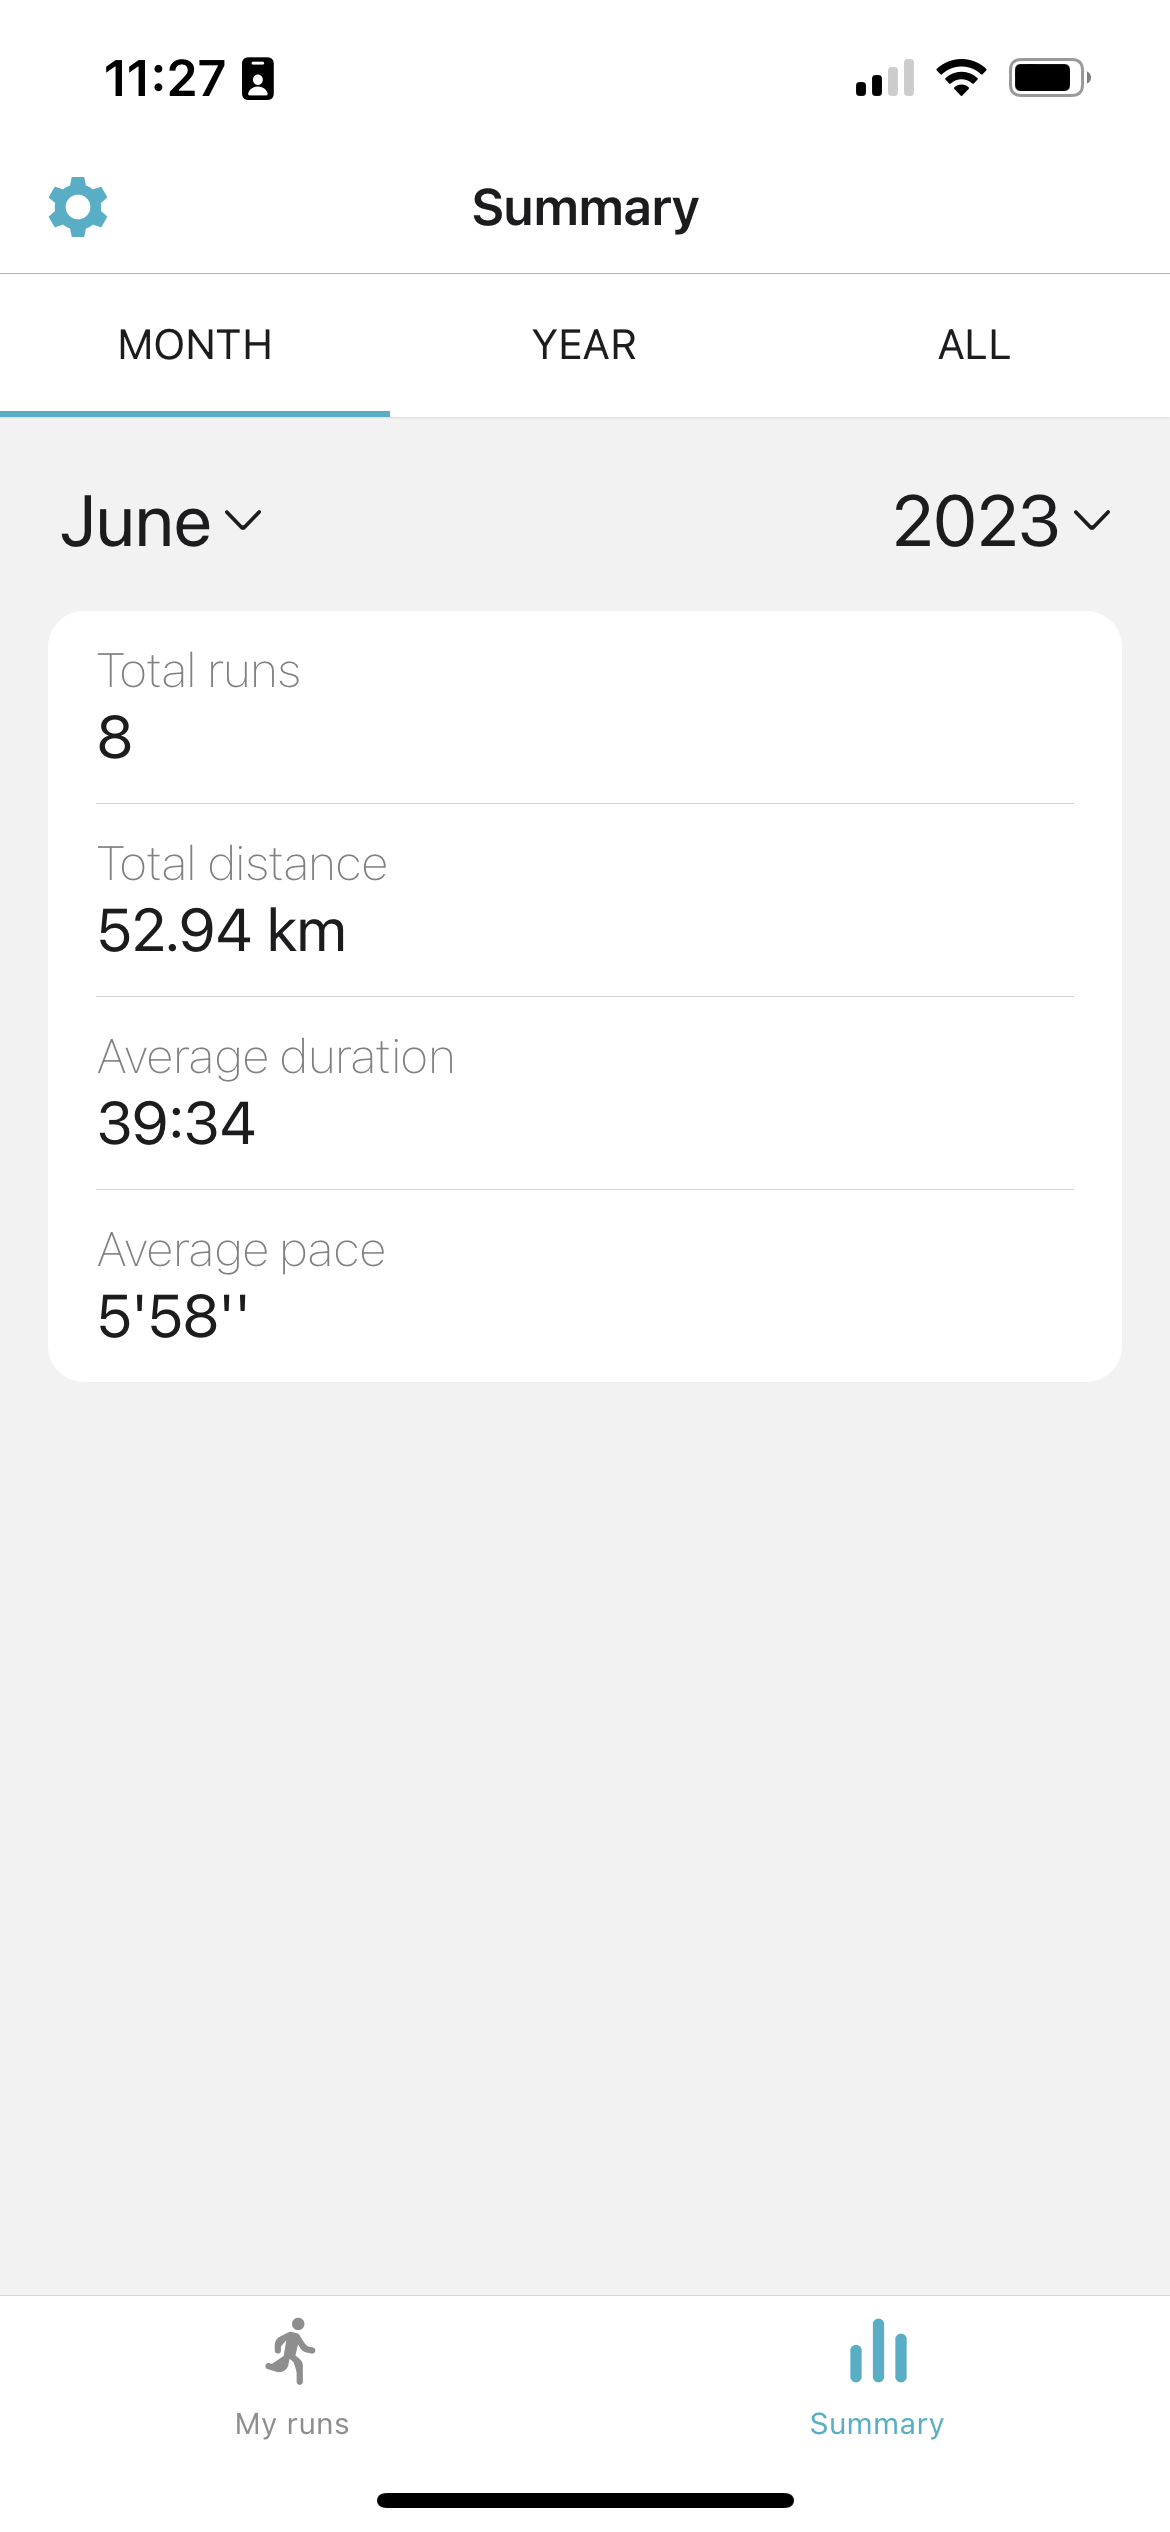 11:27
Summary
MONTH YEAR ALL
June 2023
Total runs
8
Total distance
52.94 km
Average duration
39:34
Average pace
5'58''
My runs Summary